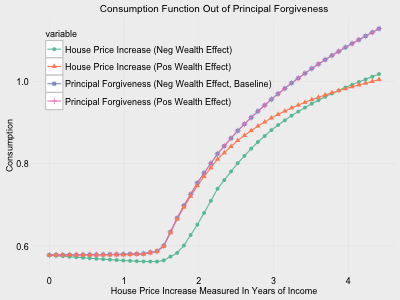 Consumption Function Out of Principal Forgiveness
variable
House Price Increase (Neg Wealth Effect)
House Price Increase (Pos Wealth Effect)
Principal Forgiveness (Neg Wealth Effect, Baseline)
Principal Forgiveness (Pos Wealth Effect)
Consumption
1.0
0.8
0.6
0 1 2 3 4
House Price Increase Measured In Years of Income